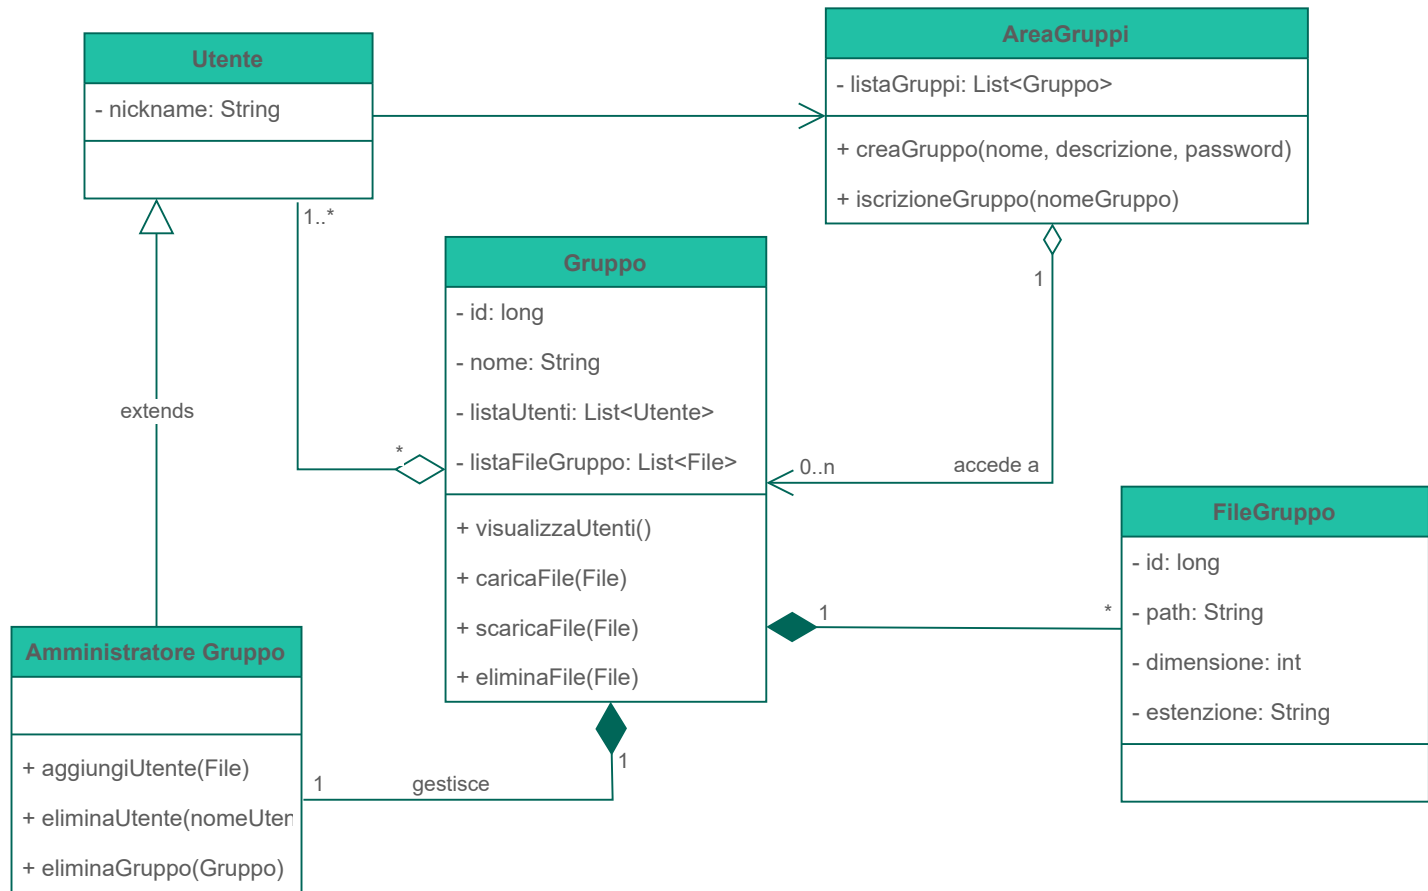 Utente
- nickname: String
1..*
extends
AreaGruppi
- listaGruppi: List<Gruppo>
+ creaGruppo(nome, descrizione, password)
+ iscrizioneGruppo(nomeGruppo)
1
0..n
accede a
Gruppo
- id: long
- nome: String
- listaUtenti: List<Utente>
- listaFileGruppo: List<File>
+ visualizzaUtenti()
+ caricaFile(File)
+ scaricaFile(File)
+ eliminaFile(File)
*
1
*
FileGruppo
- id: long
- path: String
- dimensione: int
- estenzione: String
Amministratore Gruppo
+ aggiungiUtente(File)
+ eliminaUtente(nomeUten
+ eliminaGruppo(Gruppo)
1
gestisce
1